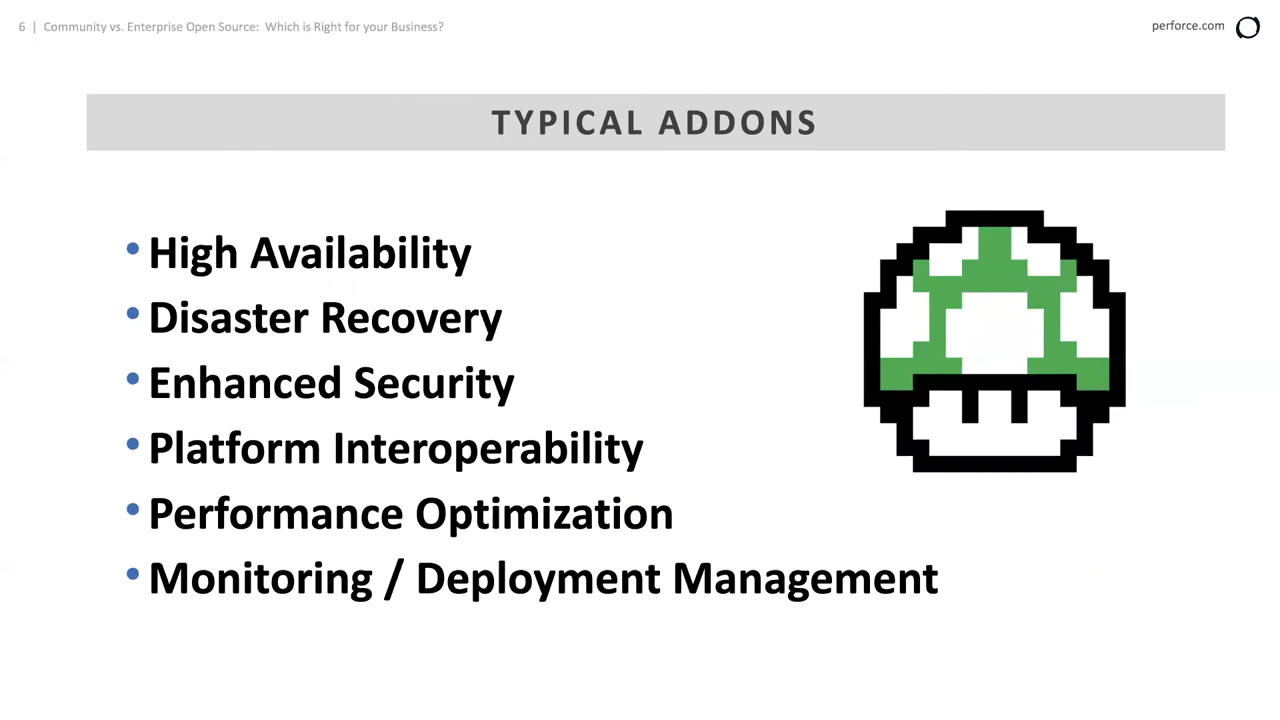 6 | Community vs. Enterprise Open Source: Which is Right for your Business?
perforce.com
TYPICAL ADDONS
• High Availability
• Disaster Recovery
• Enhanced Security
• Platform Interoperability
• Performance Optimization
• Monitoring / Deployment Management